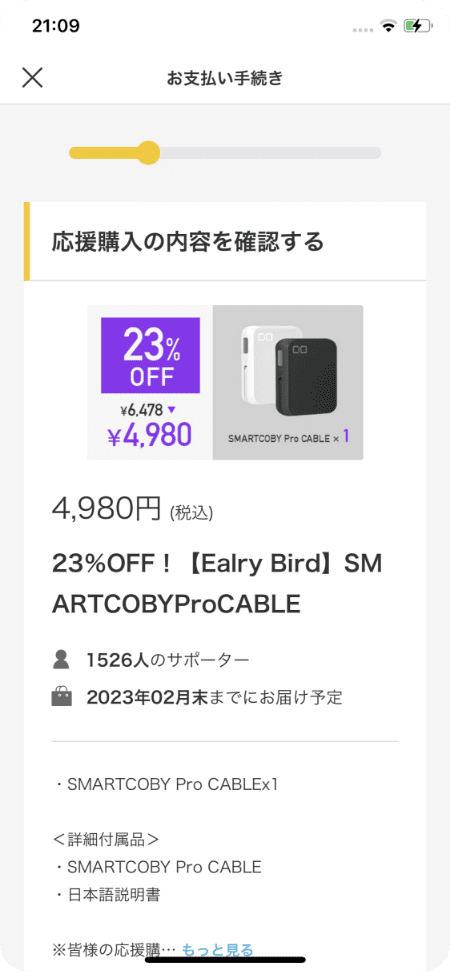 21:09
お支払い手続き
応援購入の内容を確認する
23%
OFF
¥6,478▼
¥4,980
SMARTCOBY Pro CABLE × 1
4,980円 (税込)
23%OFF！【Ealry Bird】SM
ARTCOBYProCABLE
1526人のサポーター
2023年02月末までにお届け予定
・SMARTCOBY Pro CABLEx1
＜詳細付属品＞
・SMARTCOBY Pro CABLE
・日本語説明書
※皆様の応援購… もっと見る